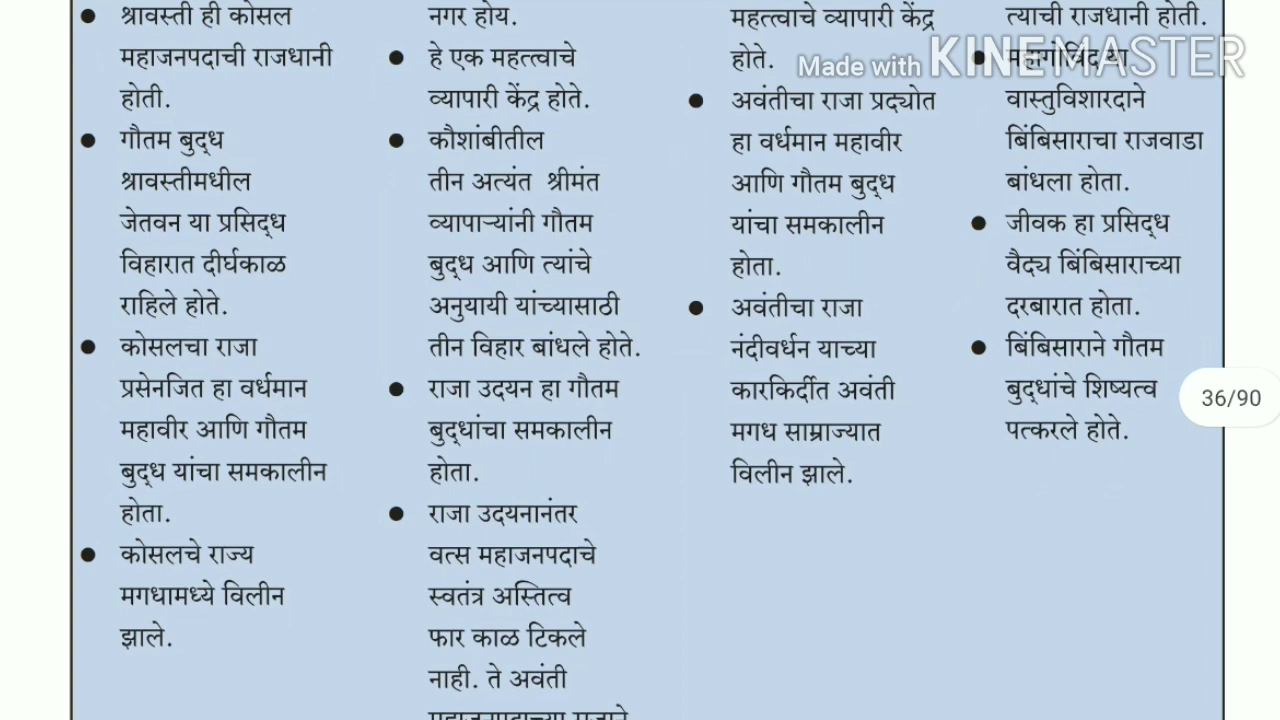 श्रावस्ती ही कोसल
महाजनपदाची राजधानी
होती.
गौतम बुद्ध
श्रावस्तीमधील
जेतवन या प्रसिद्ध
विहारात दीर्घकाळ
राहिले होते.
कोसलचा राजा
प्रसेनजित हा वर्धमान
महावीर आणि गौतम
बुद्ध यांचा समकालीन
होता.
कोसलचे राज्य
मगधामध्ये विलीन
झाले.
नगर होय.
हे एक महत्त्वाचे
व्यापारी केंद्र होते.
कौशांबीतील
तीन अत्यंत श्रीमंत
व्यापाऱ्यांनी गौतम
बुद्ध आणि त्यांचे
अनुयायी यांच्यासाठी
तीन विहार बांधले होते.
राजा उदयन हा गौतम
बुद्धांचा समकालीन
होता.
राजा उदयनानंतर
वत्स महाजनपदाचे
स्वतंत्र अस्तित्व
फार काळ टिकले
नाही. ते अवंती
महत्त्वाचे व्यापारी केंद्र
होते.
अवंतीचा राजा प्रद्योत
हा वर्धमान महावीर
आणि गौतम बुद्ध
यांचा समकालीन
होता.
अवंतीचा राजा
नंदीवर्धन याच्या
कारकिर्दीत अवंती
मगध साम्राज्यात
विलीन झाले.
त्याची राजधानी होती.
महागोविंद या
वास्तुविशारदाने
बिंबिसाराचा राजवाडा
बांधला होता.
जीवक हा प्रसिद्ध
वैद्य बिंबिसाराच्या
दरबारात होता.
बिंबिसाराने गौतम
बुद्धांचे शिष्यत्व
पत्करले होते.
Made with KINEMASTER
36/90